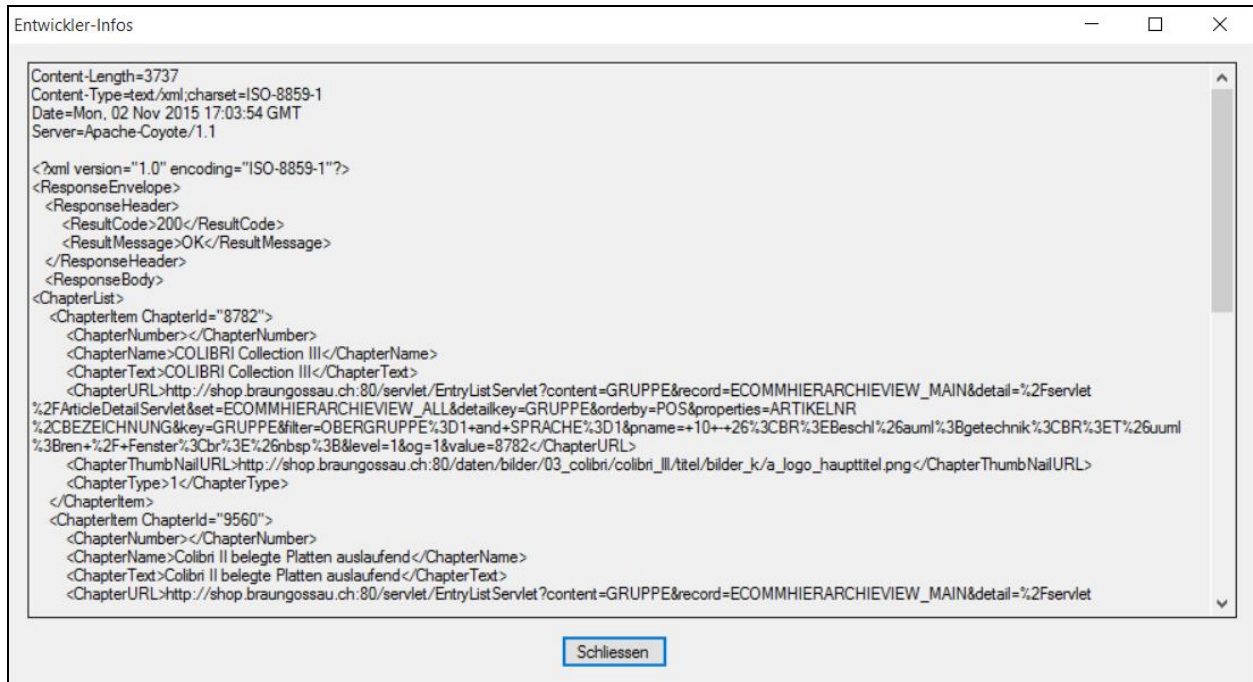 Entwickler-Infos
Content-Length=3737
Content-Type=text/xml;charset=ISO-8859-1
Date=Mon, 02 Nov 2015 17:03:54 GMT
Server=Apache-Coyote/1.1
<?xml version="1.0" encoding="ISO-8859-1"?>
<ResponseEnvelope>
<ResponseHeader>
<ResultCode>200</ResultCode>
<ResultMessage>OK</ResultMessage>
</ResponseHeader>
<ResponseBody>
<ChapterList>
<ChapterItem ChapterId="8782">
<ChapterNumber></ChapterNumber>
<ChapterName>COLIBRI Collection III</ChapterName>
<ChapterText>COLIBRI Collection III</ChapterText>
<ChapterURL>http://shop.braungossau.ch:80/servlet/EntryListServlet?content=GRUPPE&record=ECOMMHIERARCHIEVIEW_MAIN&detail=%2Fservlet
%2FArticleDetailServlet&set=ECOMMHIERARCHIEVIEW_ALL&detailkey=GRUPPE&orderby=POS&properties=ARTIKELNR
%2CBEZEICHNUNG&key=GRUPPE&filter=OBERGRUPPE%3D1+and+SPRACHE%3D1&pname=+10+-+26%3CBR%3EBeschl%26auml%3Bgetechnik%3CBR%3ET%26uuml
%3Bren+%2F+Fenster%3Cbr%3E%26nbsp%3B&level=1&og=1&value=8782</ChapterURL>
<ChapterThumbNailURL>http://shop.braungossau.ch:80/daten/bilder/03_colibri/colibri_III/titel/bilder_k/a_logo_haupttitel.png</ChapterThumbNailURL>
<ChapterType>1</ChapterType>
</ChapterItem>
<ChapterItem ChapterId="9560">
<ChapterNumber></ChapterNumber>
<ChapterName>Colibri II belegte Platten auslaufend</ChapterName>
<ChapterText>Colibri II belegte Platten auslaufend</ChapterText>
<ChapterURL>http://shop.braungossau.ch:80/servlet/EntryListServlet?content=GRUPPE&record=ECOMMHIERARCHIEVIEW_MAIN&detail=%2Fservlet
Schliessen